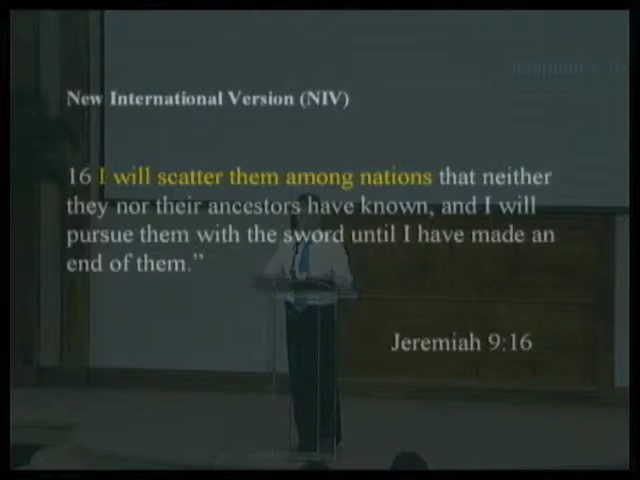 New International Version (NIV)
16 I will scatter them among nations that neither
they nor their ancestors have known, and I will
pursue them with the sword until I have made an
end of them.”
Jeremiah 9:16